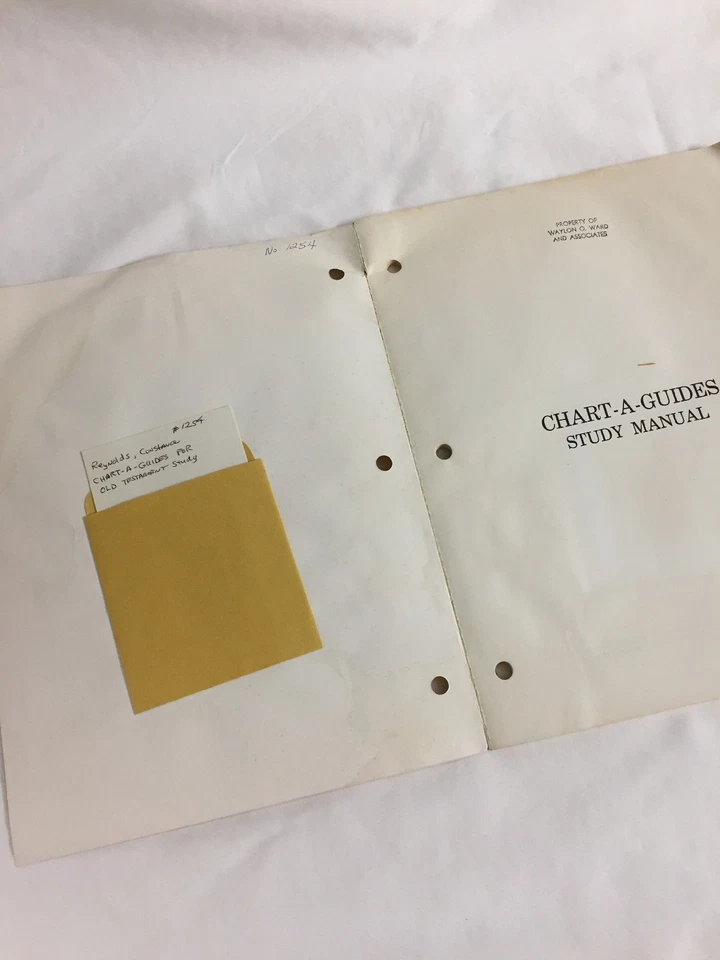 No. 1254
#1254
Reynolds, Constance
CHART-A-GUIDES FOR
OLD TESTAMENT Study
PROPERTY OF
WAYLON O. WARD
AND ASSOCIATES
CHART-A-GUIDES
STUDY MANUAL